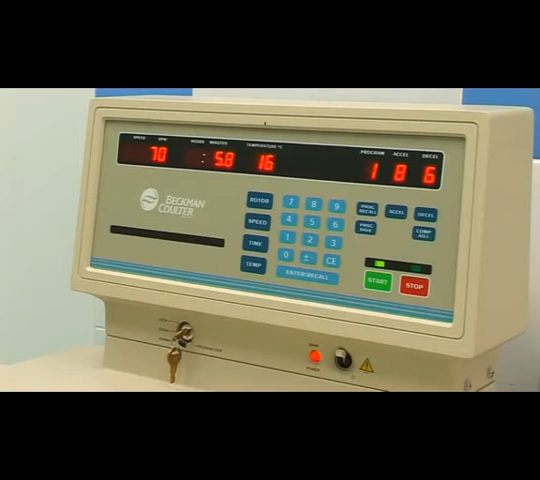 SPEED RPM HOURS MINUTES TEMPERATURE °C PROGRAM ACCEL DECEL
70 : 58 16 1 8 6
BECKMAN
COULTER
ROTOR 7 8 9 PROG RECALL ACCEL DECEL
SPEED 4 5 6 PROG SAVE COMP ADJ.
TIME 1 2 3
TEMP 0 ± CE
ENTER/RECALL
START STOP
POWER